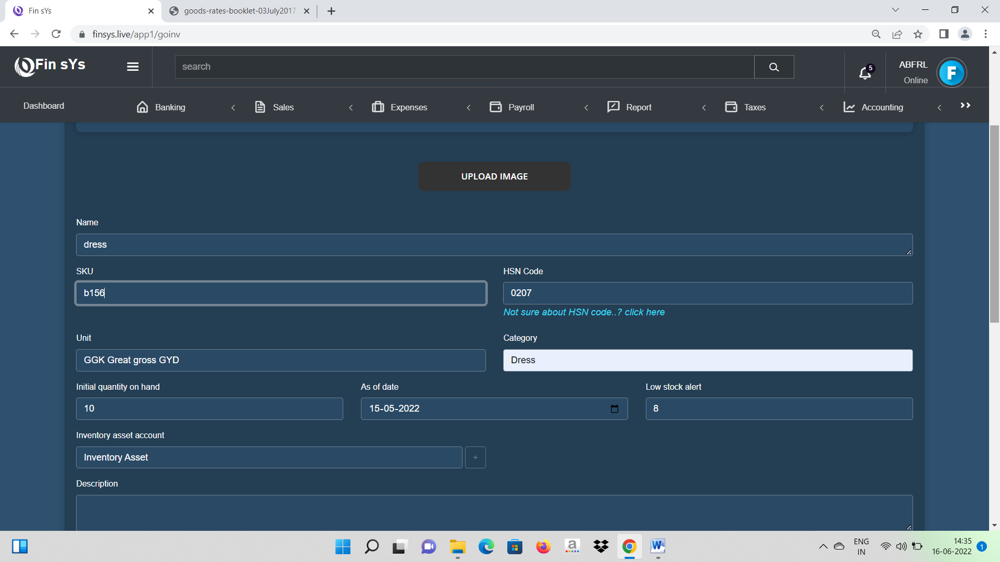 Fin sYs
goods-rates-booklet-03July2017
finsys.live/app1/goinv
Fin sYs
search
5
ABFRL
Online
F
Dashboard
Banking
Sales
Expenses
Payroll
Report
Taxes
Accounting
UPLOAD IMAGE
Name
dress
SKU
HSN Code
b156
0207
Not sure about HSN code..? click here
Unit
Category
GGK Great gross GYD
Dress
Initial quantity on hand
As of date
Low stock alert
10
15-05-2022
8
Inventory asset account
Inventory Asset
+
Description
a
W
ENG
IN
14:35
16-06-2022
1